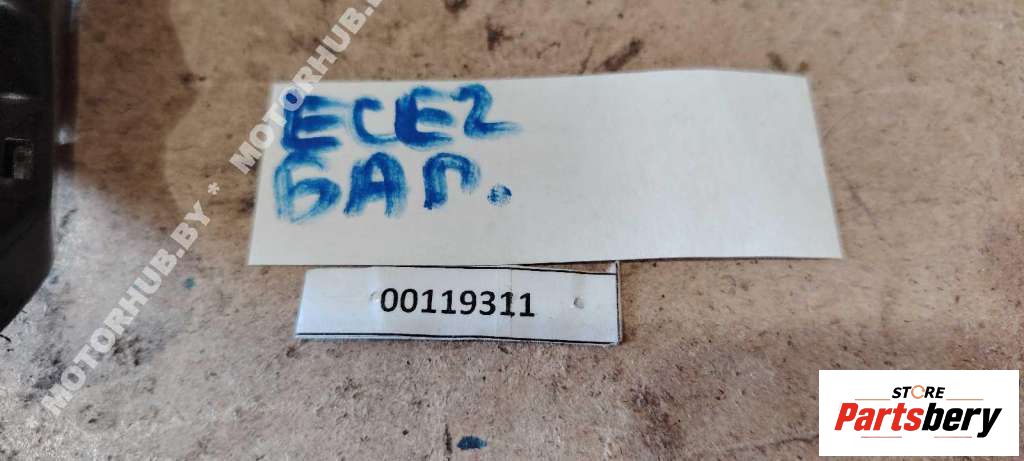 ECE2
БАГ.
00119311
MOTORHUB.BY * MOTORHUB.BY
STORE
Partsbery